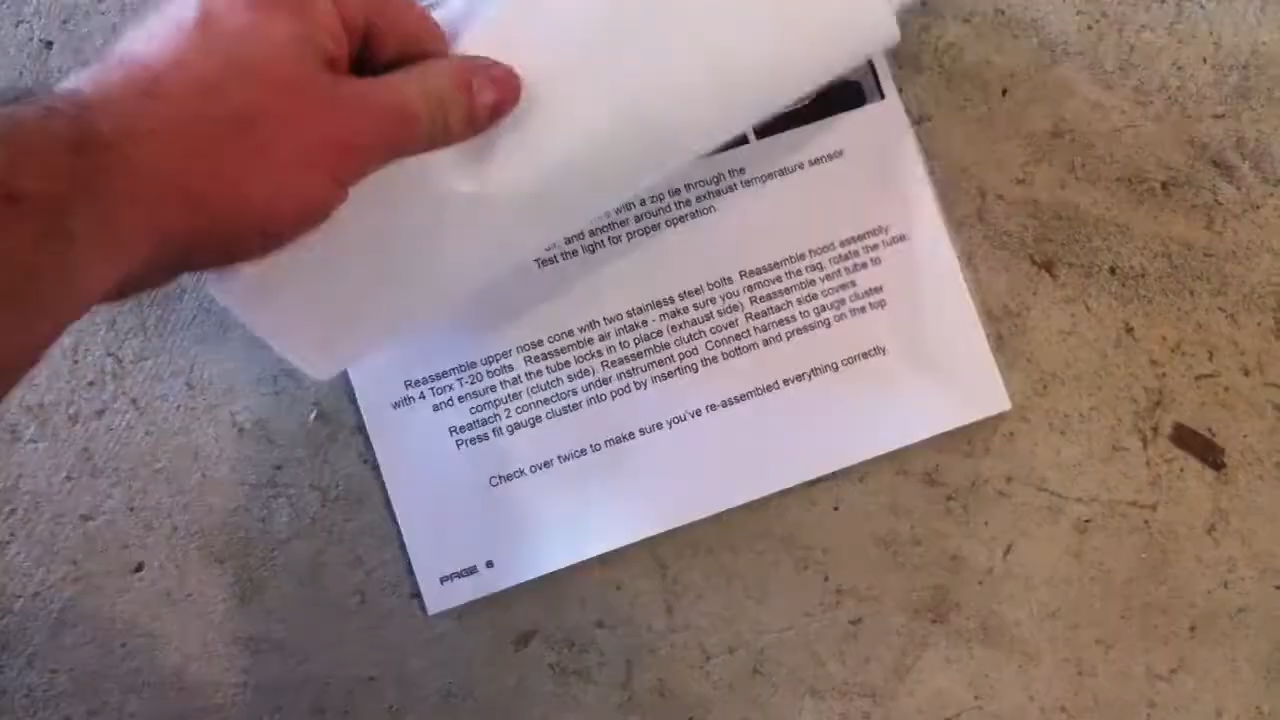 with a zip tie through the
and another around the exhaust temperature sensor
Test the light for proper operation.
Reassemble upper nose cone with two stainless steel bolts. Reassemble hood assembly
with 4 Torx T-20 bolts. Reassemble air intake - make sure you remove the rag, rotate the tube,
and ensure that the tube locks in to place (exhaust side). Reassemble vent tube to
computer (clutch side). Reassemble clutch cover. Reattach side covers
Reattach 2 connectors under instrument pod. Connect harness to gauge cluster
Press fit gauge cluster into pod by inserting the bottom and pressing on the top
Check over twice to make sure you've re-assembled everything correctly.
PAGE 6